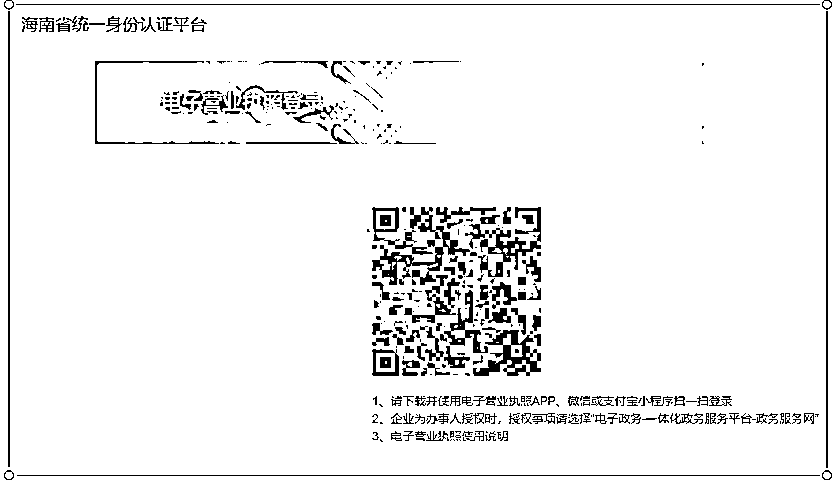 海南省统一身份认证平台
电子营业执照登录
1、请下载并使用电子营业执照APP、微信或支付宝小程序扫一扫登录
2、企业为办事人授权时，授权事项请选择“电子政务-一体化政务服务平台-政务服务网”
3、电子营业执照使用说明